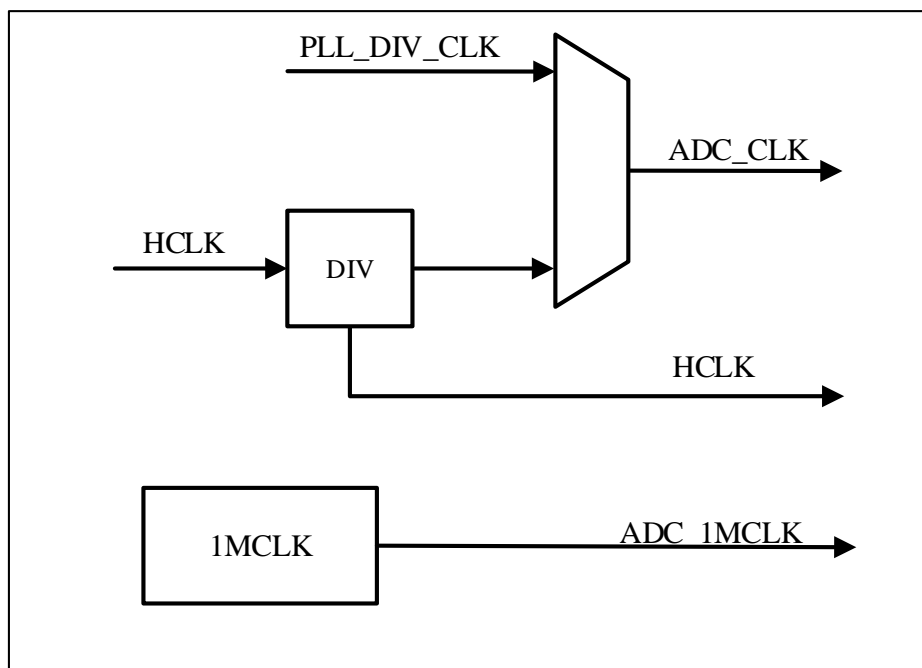 PLL_DIV_CLK
ADC_CLK
HCLK
DIV
HCLK
1MCLK
ADC_1MCLK